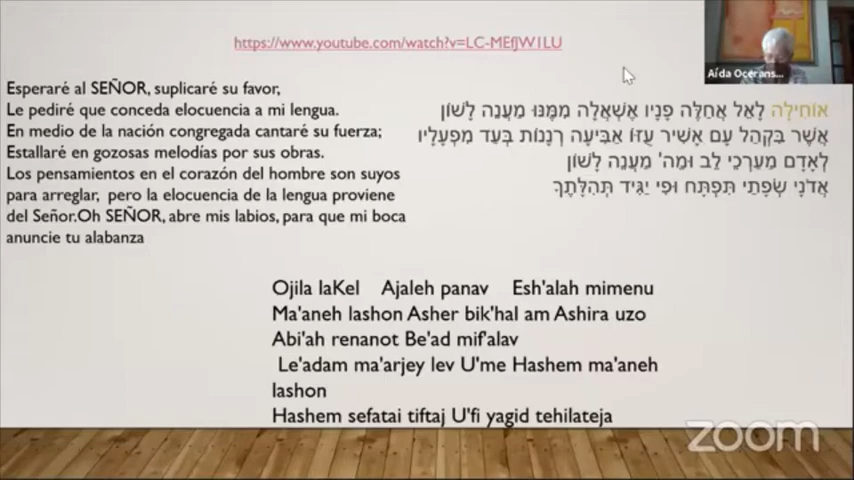 https://www.youtube.com/watch?v=LC-MEfJW1LU
Aída Ocerans...
Esperaré al SEÑOR, suplicaré su favor,
Le pediré que conceda elocuencia a mi lengua.
En medio de la nación congregada cantaré su fuerza;
Estallaré en gozosas melodías por sus obras.
Los pensamientos en el corazón del hombre son suyos
para arreglar, pero la elocuencia de la lengua proviene
del Señor.Oh SEÑOR, abre mis labios, para que mi boca
anuncie tu alabanza
אוֹחִילָה לָאֵל אֲחַלֶּה פָנָיו אֶשְׁאֲלָה מִמֶּנּוּ מַעֲנֵה לָשׁוֹן
אֲשֶׁר בִּקְהַל עָם אָשִׁיר עֻזּוֹ אַבִּיעָה רְנָנוֹת בְּעַד מִפְעָלָיו
לְאָדָם מַעַרְכֵי לֵב וּמֵה' מַעֲנֵה לָשׁוֹן
אֲדֹנָי שְׂפָתַי תִּפְתָּח וּפִי יַגִּיד תְּהִלָּתֶךָ
Ojila laKel Ajaleh panav Esh'alah mimenu
Ma'aneh lashon Asher bik'hal am Ashira uzo
Abi'ah renanot Be'ad mif'alav
Le'adam ma'arjey lev U'me Hashem ma'aneh
lashon
Hashem sefatai tiftaj U'fi yagid tehilateja
zoom